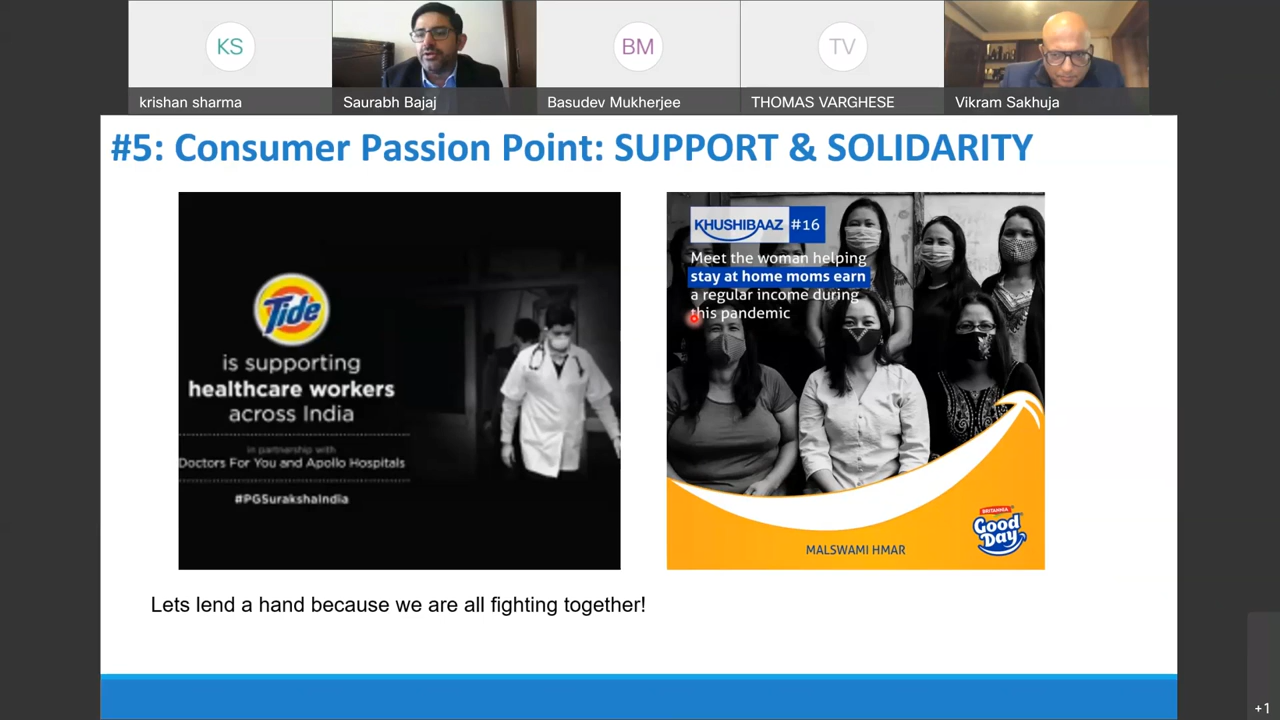 KS
BM
TV
krishan sharma
Saurabh Bajaj
Basudev Mukherjee
THOMAS VARGHESE
Vikram Sakhuja
#5: Consumer Passion Point: SUPPORT & SOLIDARITY
Tide
is supporting
healthcare workers
across India
in partnership with
Doctors For You and Apollo Hospitals
#PGSurakshaIndia
KHUSHIBAAZ #16
Meet the woman helping
stay at home moms earn
a regular income during
this pandemic
BRITANNIA
Good
Day
MALSWAMI HMAR
Lets lend a hand because we are all fighting together!
+1